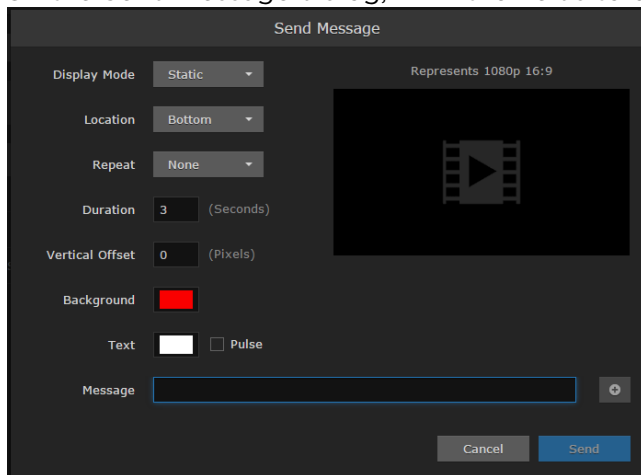 Send Message
Display Mode Static
Represents 1080p 16:9
Location Bottom
Repeat None
Duration 3 (Seconds)
Vertical Offset 0 (Pixels)
Background
Text Pulse
Message
Cancel Send